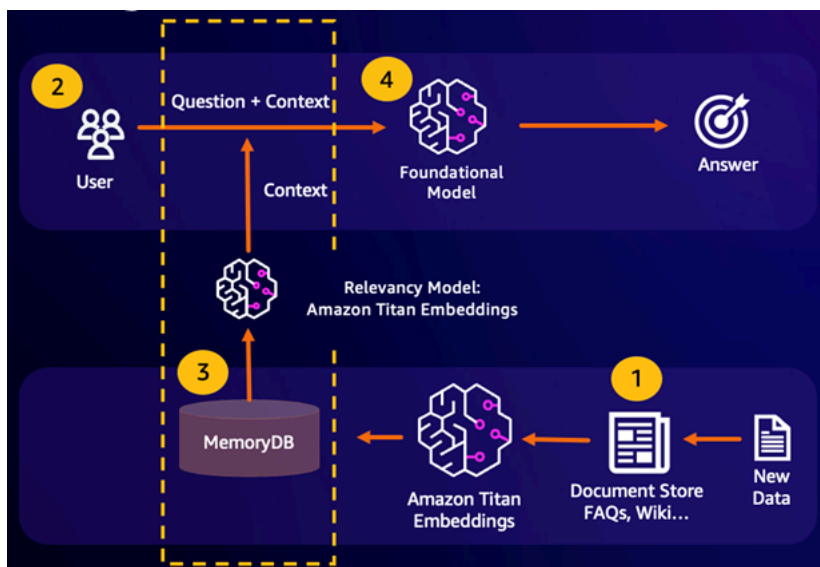 2
4
Question + Context
User
Foundational
Model
Answer
Context
Relevancy Model:
Amazon Titan Embeddings
3
1
MemoryDB
Amazon Titan
Embeddings
Document Store
FAQs, Wiki...
New
Data